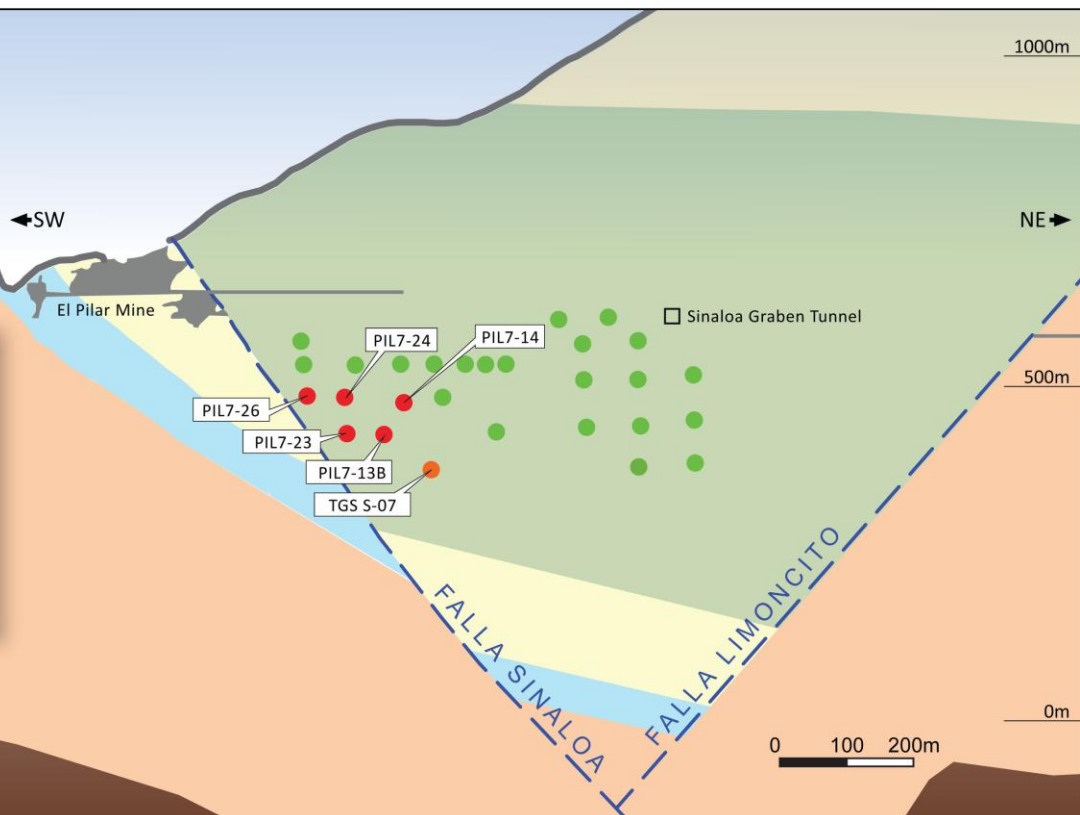 1000m
SW
NE
El Pilar Mine
Sinaloa Graben Tunnel
PIL7-24
PIL7-14
500m
PIL7-26
PIL7-23
PIL7-13B
TGS S-07
FALLA SINALOA
FALLA LIMONCITO
0m
0 100 200m